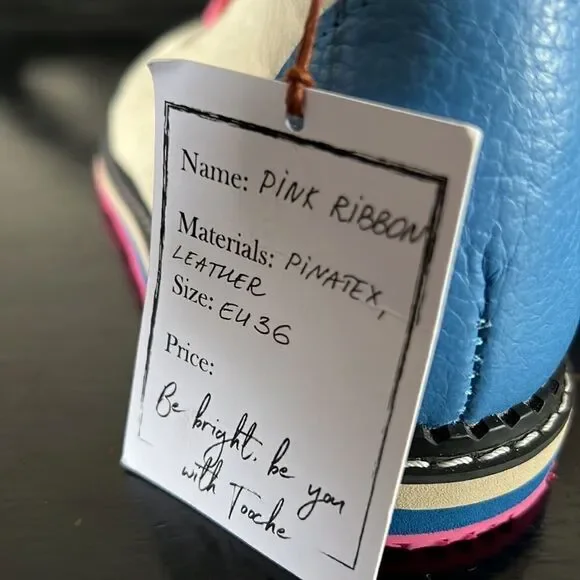 Name: PINK RIBBON
Materials: PINATEX,
LEATHER
Size: EU 36
Price:
Be bright. be you
with Tooche